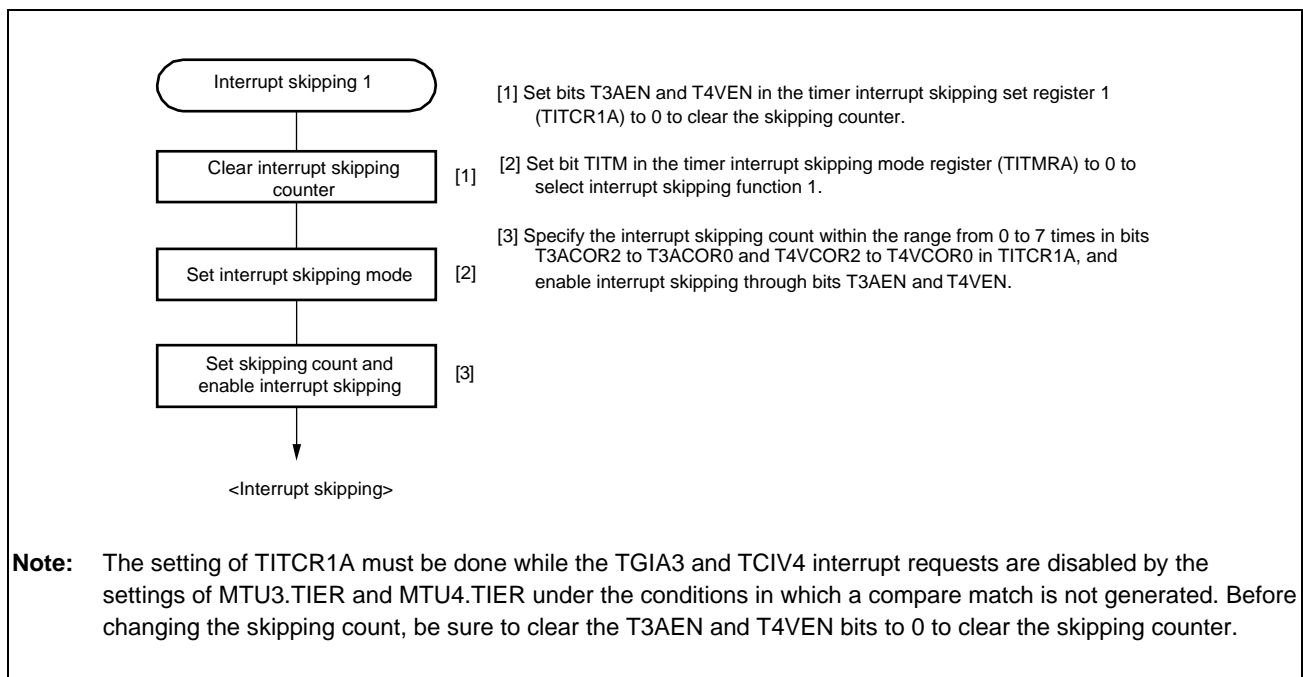 Interrupt skipping 1
Clear interrupt skipping
counter
[1]
Set interrupt skipping mode
[2]
Set skipping count and
enable interrupt skipping
[3]
<Interrupt skipping>
[1] Set bits T3AEN and T4VEN in the timer interrupt skipping set register 1
(TITCR1A) to 0 to clear the skipping counter.
[2] Set bit TITM in the timer interrupt skipping mode register (TITMRA) to 0 to
select interrupt skipping function 1.
[3] Specify the interrupt skipping count within the range from 0 to 7 times in bits
T3ACOR2 to T3ACOR0 and T4VCOR2 to T4VCOR0 in TITCR1A, and
enable interrupt skipping through bits T3AEN and T4VEN.
Note: The setting of TITCR1A must be done while the TGIA3 and TCIV4 interrupt requests are disabled by the
settings of MTU3.TIER and MTU4.TIER under the conditions in which a compare match is not generated. Before
changing the skipping count, be sure to clear the T3AEN and T4VEN bits to 0 to clear the skipping counter.